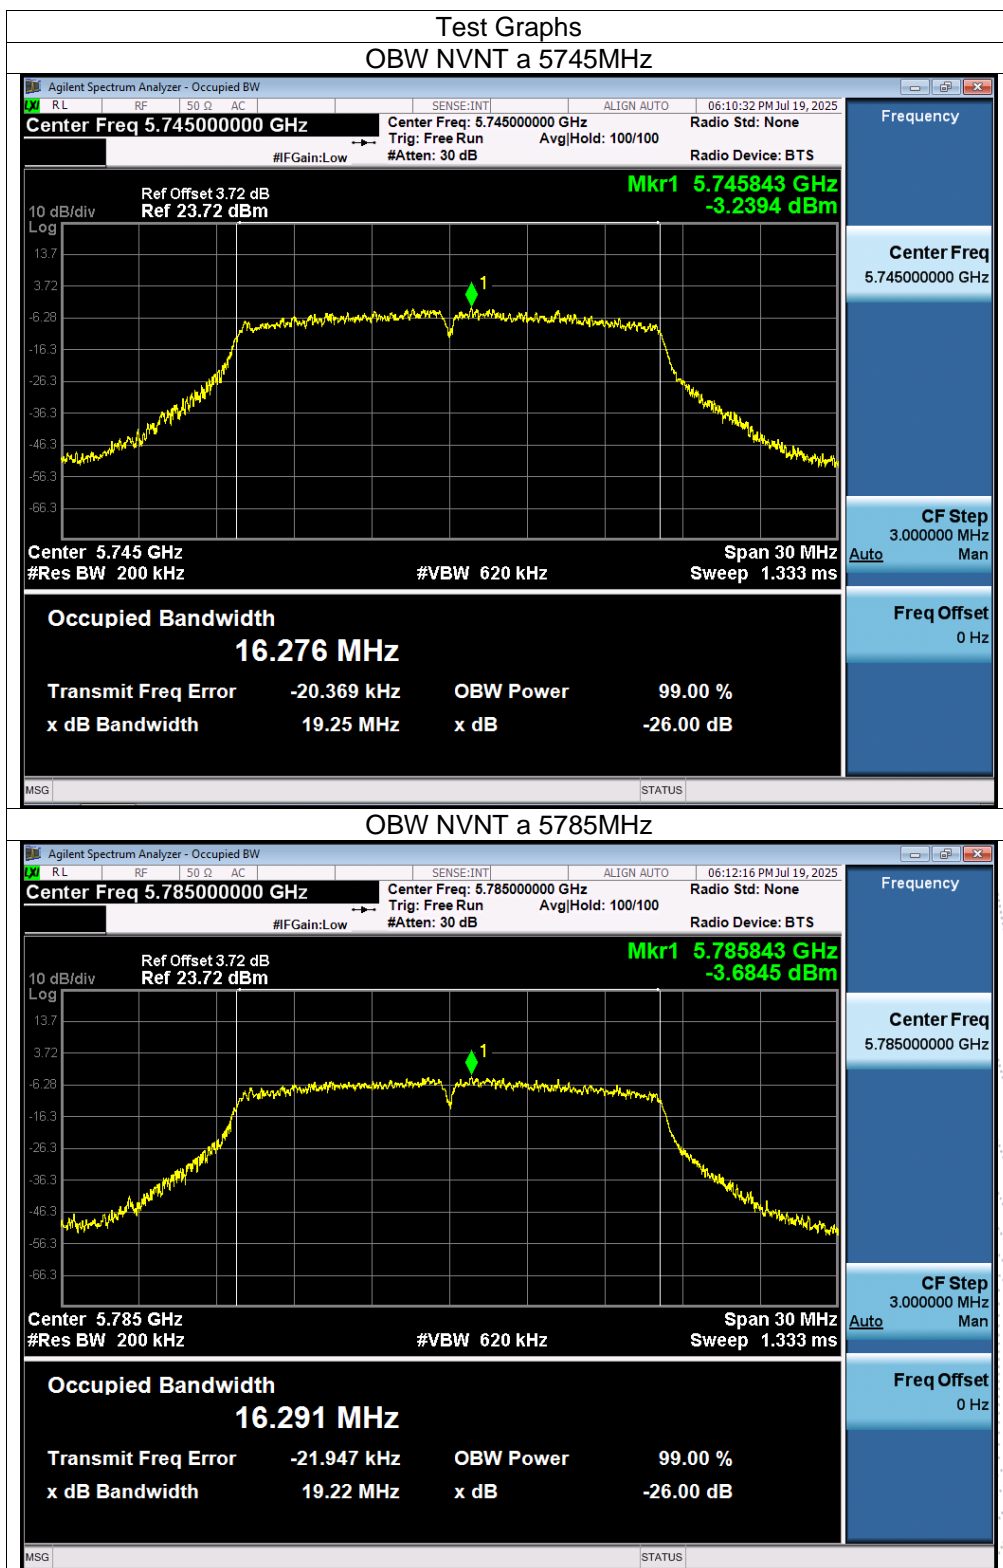 Test Graphs
OBW NVNT a 5745MHz
Agilent Spectrum Analyzer - Occupied BW
LXI RL RF 50 Ω AC SENSE:INT ALIGN AUTO 06:10:32 PM Jul 19, 2025
Center Freq 5.745000000 GHz Center Freq: 5.745000000 GHz Radio Std: None
Trig: Free Run Avg|Hold: 100/100
#IFGain:Low #Atten: 30 dB Radio Device: BTS
Frequency
Mkr1 5.745843 GHz
-3.2394 dBm
Ref Offset 3.72 dB
10 dB/div Ref 23.72 dBm
Log
13.7
3.72
-6.28
-16.3
-26.3
-36.3
-46.3
-56.3
-66.3
1
Center Freq
5.745000000 GHz
CF Step
3.000000 MHz
Auto Man
Center 5.745 GHz Span 30 MHz
#Res BW 200 kHz #VBW 620 kHz Sweep 1.333 ms
Freq Offset
0 Hz
Occupied Bandwidth
16.276 MHz
Transmit Freq Error -20.369 kHz OBW Power 99.00 %
x dB Bandwidth 19.25 MHz x dB -26.00 dB
MSG STATUS
OBW NVNT a 5785MHz
Agilent Spectrum Analyzer - Occupied BW
LXI RL RF 50 Ω AC SENSE:INT ALIGN AUTO 06:12:16 PM Jul 19, 2025
Center Freq 5.785000000 GHz Center Freq: 5.785000000 GHz Radio Std: None
Trig: Free Run Avg|Hold: 100/100
#IFGain:Low #Atten: 30 dB Radio Device: BTS
Frequency
Mkr1 5.785843 GHz
-3.6845 dBm
Ref Offset 3.72 dB
10 dB/div Ref 23.72 dBm
Log
13.7
3.72
-6.28
-16.3
-26.3
-36.3
-46.3
-56.3
-66.3
1
Center Freq
5.785000000 GHz
CF Step
3.000000 MHz
Auto Man
Center 5.785 GHz Span 30 MHz
#Res BW 200 kHz #VBW 620 kHz Sweep 1.333 ms
Freq Offset
0 Hz
Occupied Bandwidth
16.291 MHz
Transmit Freq Error -21.947 kHz OBW Power 99.00 %
x dB Bandwidth 19.22 MHz x dB -26.00 dB
MSG STATUS